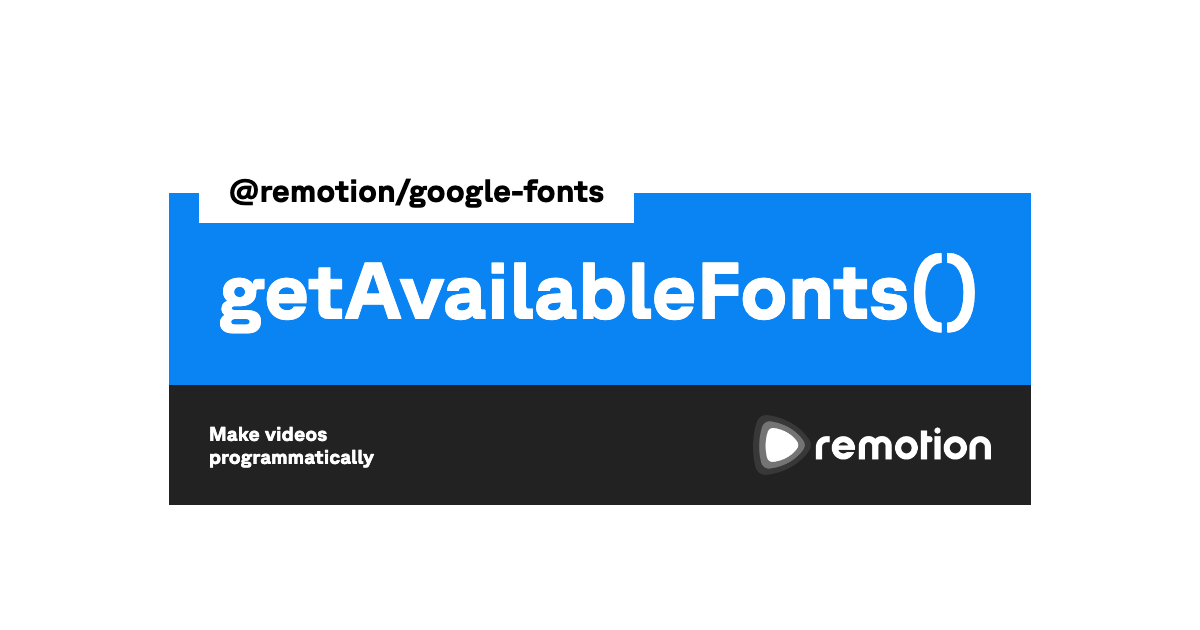 @remotion/google-fonts
getAvailableFonts()
Make videos
programmatically
remotion